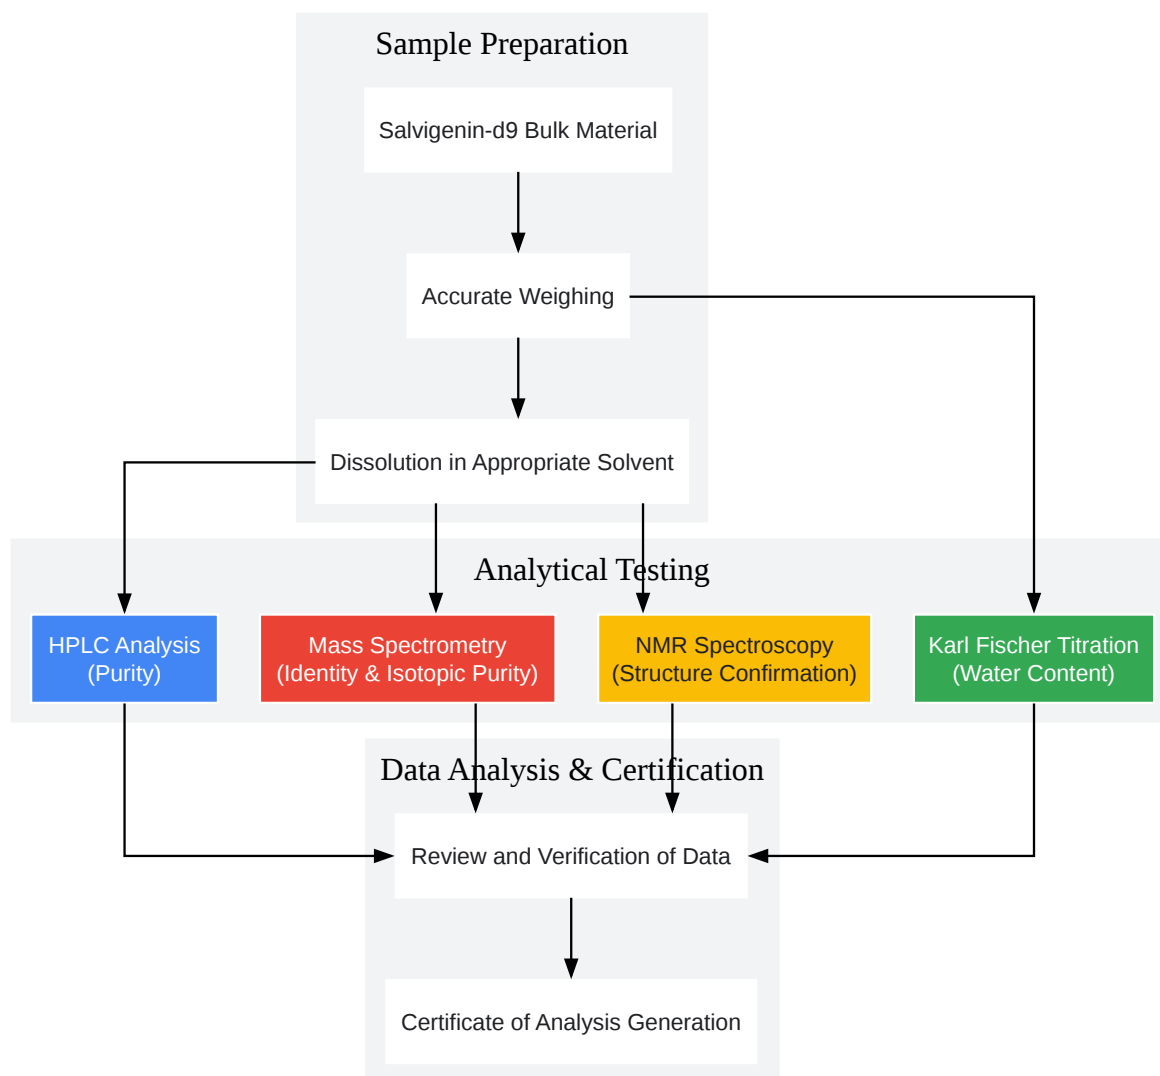 Sample Preparation
Salvigenin-d9 Bulk Material
Accurate Weighing
Dissolution in Appropriate Solvent
Analytical Testing
HPLC Analysis
(Purity)
Mass Spectrometry
(Identity & Isotopic Purity)
NMR Spectroscopy
(Structure Confirmation)
Karl Fischer Titration
(Water Content)
Data Analysis & Certification
Review and Verification of Data
Certificate of Analysis Generation